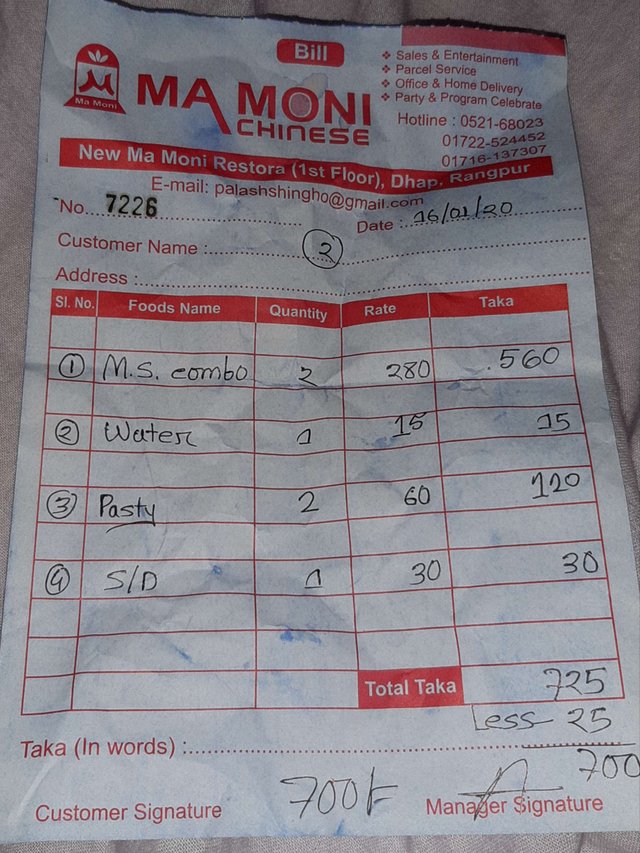 Bill
Ma Moni
MA MONI
CHINESE
❖ Sales & Entertainment
❖ Parcel Service
❖ Office & Home Delivery
❖ Party & Program Celebrate
Hotline : 0521-68023
01722-524452
01716-137307
New Ma Moni Restora (1st Floor), Dhap, Rangpur
E-mail: palashshingho@gmail.com
No. 7226
Date : 16/01/20
Customer Name : 2
Address :
Sl. No. Foods Name Quantity Rate Taka
1 M.S. combo 2 280 560
2 Water 1 15 15
3 Pasty 2 60 120
4 S/D 1 30 30
Total Taka 725
Less 25
Taka (In words) :
700
700/-
Customer Signature Manager Signature